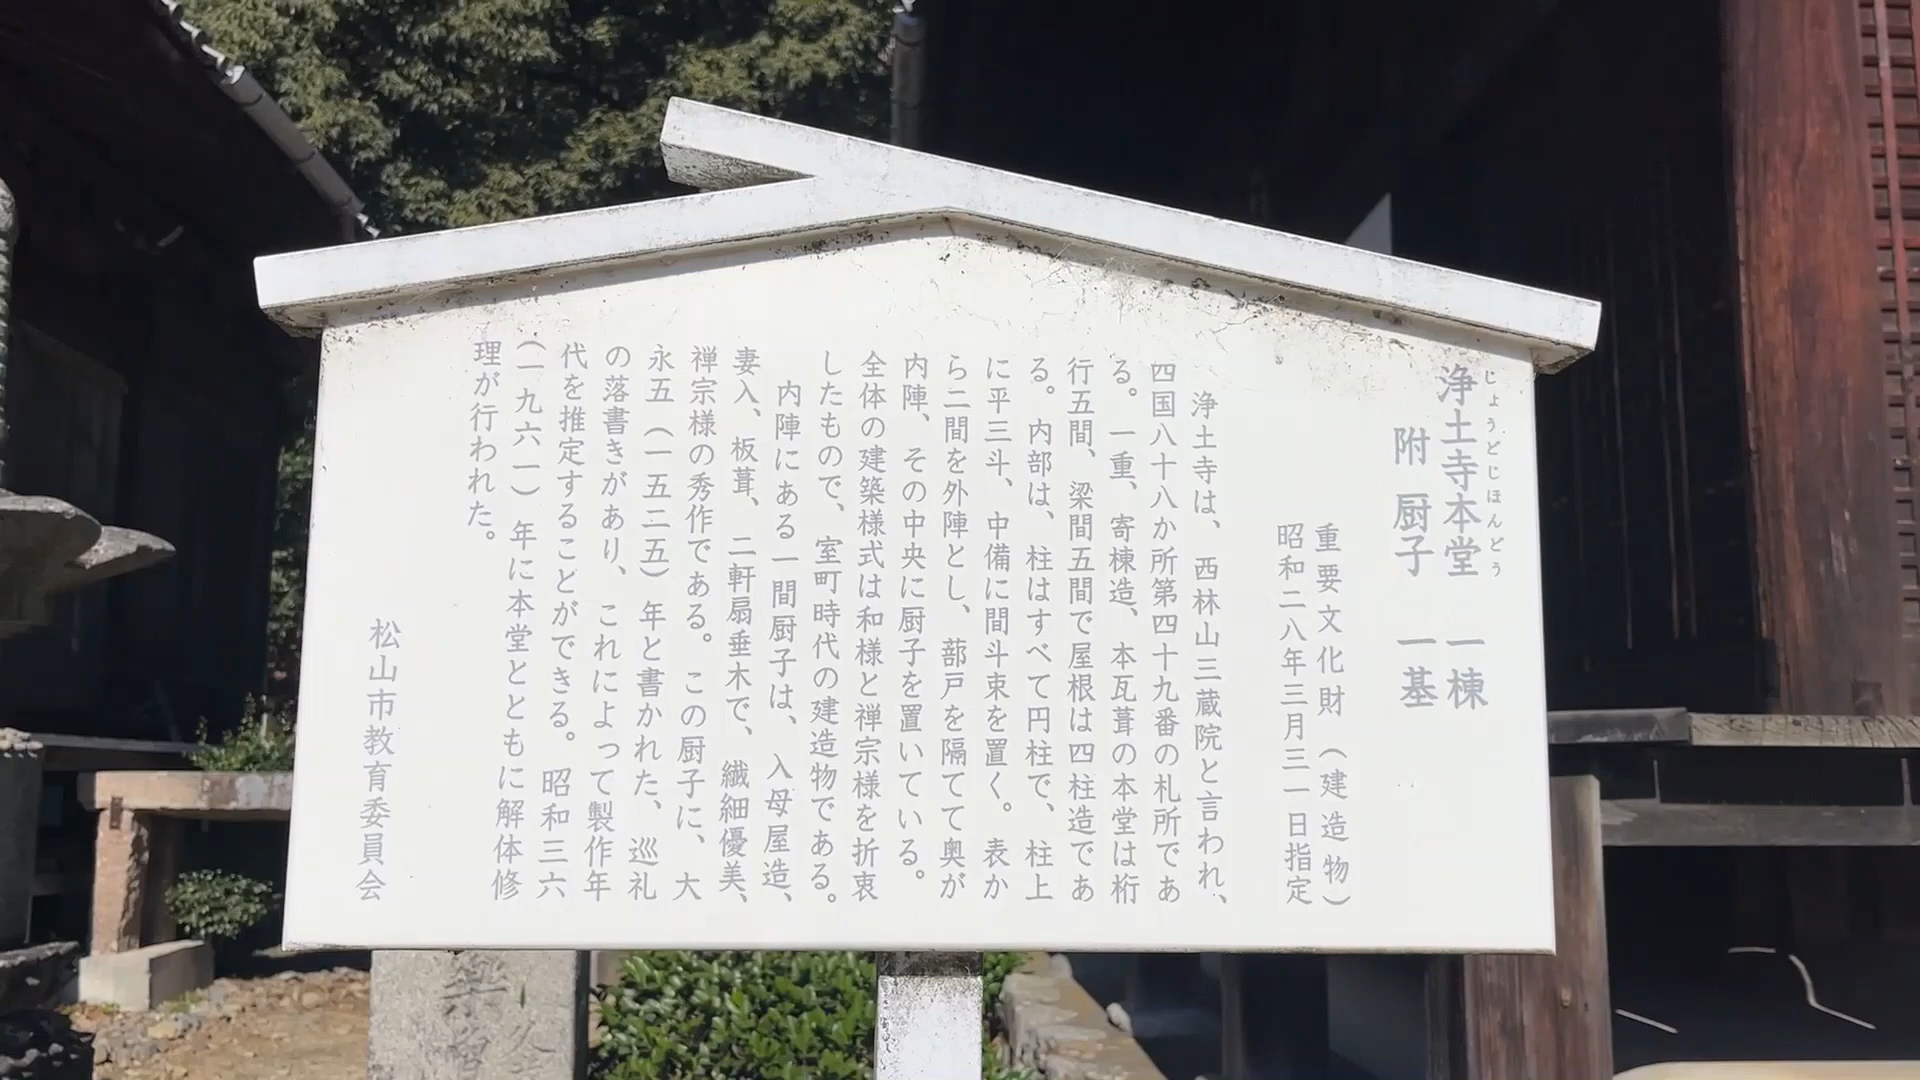 浄土寺本堂　一棟
じょうどじほんどう
附　厨子　一基
重要文化財（建造物）
昭和二八年三月三一日指定
浄土寺は、西林山三蔵院と言われ、
四国八十八か所第四十九番の札所であ
る。一重、寄棟造、本瓦葺の本堂は桁
行五間、梁間五間で屋根は四柱造であ
る。内部は、柱はすべて円柱で、柱上
に平三斗、中備に間斗束を置く。表か
ら二間を外陣とし、蔀戸を隔てて奥が
内陣、その中央に厨子を置いている。
全体の建築様式は和様と禅宗様を折衷
したもので、室町時代の建造物である。
内陣にある一間厨子は、入母屋造、
妻入、板葺、二軒扇垂木で、繊細優美、
禅宗様の秀作である。この厨子に、大
永五（一五二五）年と書かれた、巡礼
の落書きがあり、これによって製作年
代を推定することができる。昭和三六
（一九六一）年に本堂とともに解体修
理が行われた。
松山市教育委員会